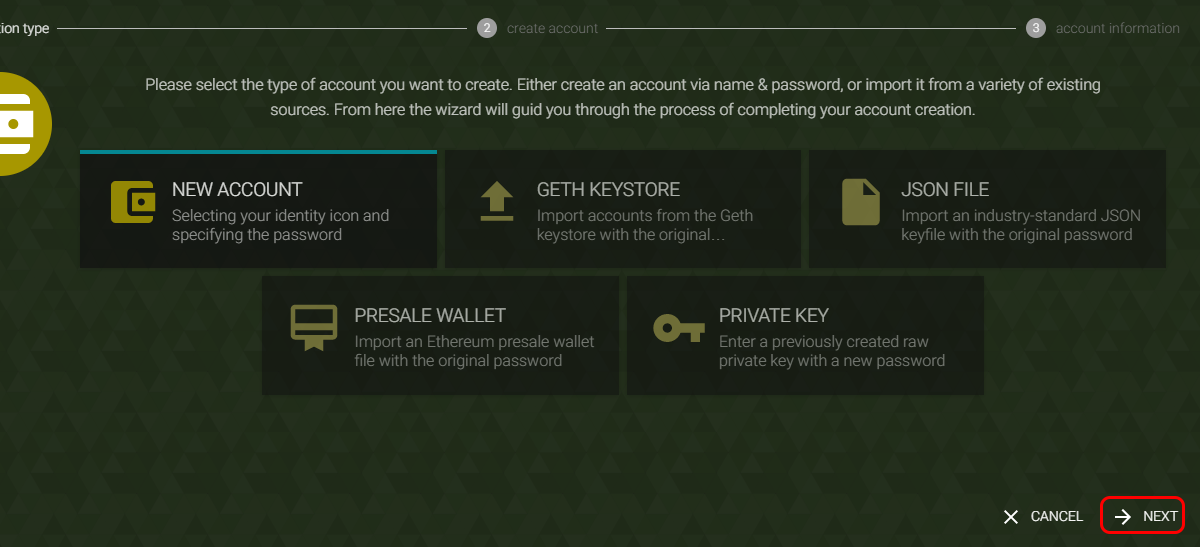 ion type
2 create account
3 account information
Please select the type of account you want to create. Either create an account via name & password, or import it from a variety of existing
sources. From here the wizard will guid you through the process of completing your account creation.
NEW ACCOUNT
Selecting your identity icon and
specifying the password
GETH KEYSTORE
Import accounts from the Geth
keystore with the original…
JSON FILE
Import an industry-standard JSON
keyfile with the original password
PRESALE WALLET
Import an Ethereum presale wallet
file with the original password
PRIVATE KEY
Enter a previously created raw
private key with a new password
CANCEL
NEXT